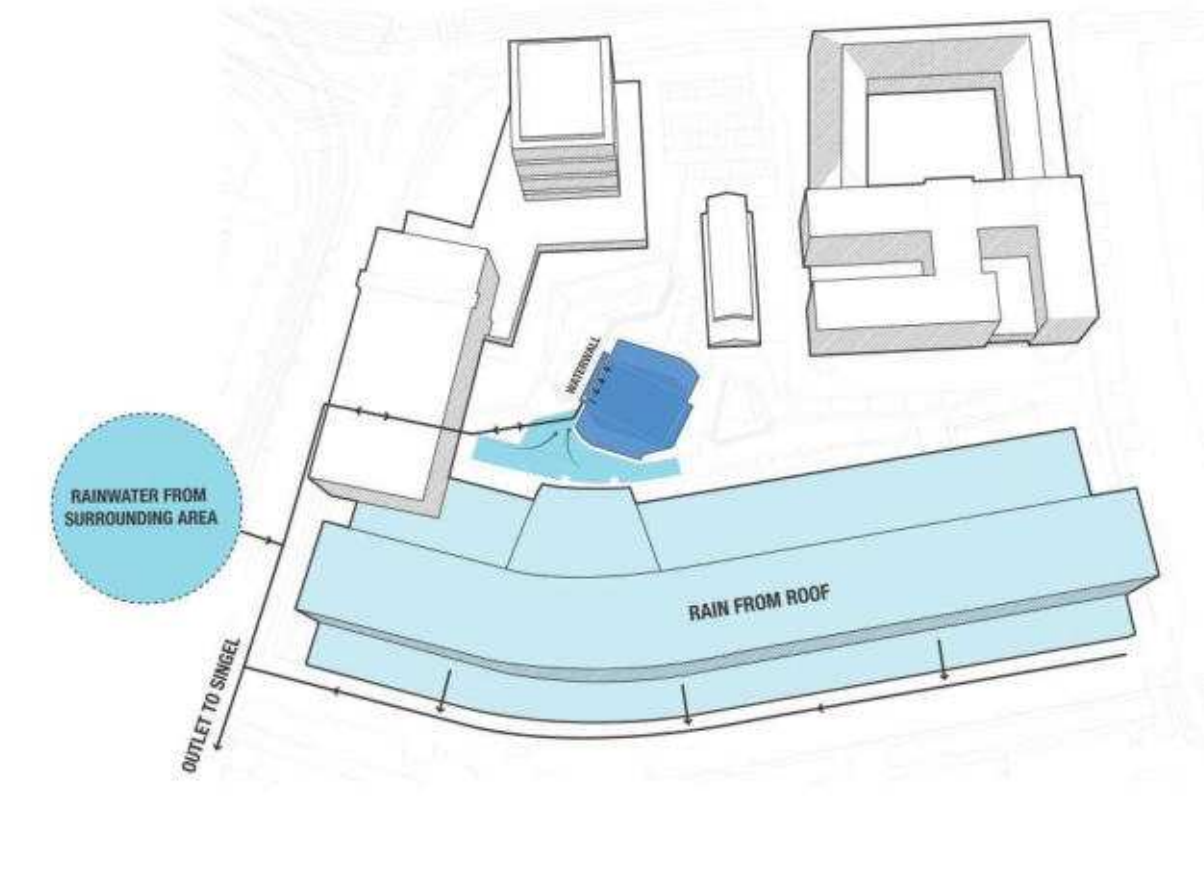 WATERWALL
RAINWATER FROM
SURROUNDING AREA
RAIN FROM ROOF
OUTLET TO SINGEL